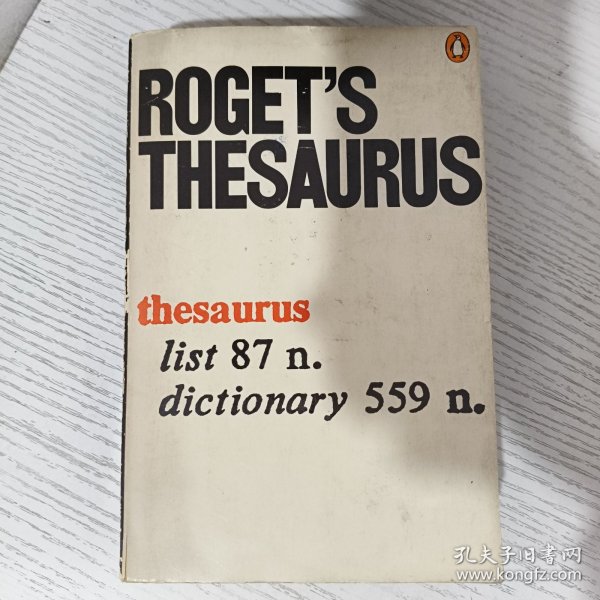 ROGET'S
THESAURUS
thesaurus
list 87 n.
dictionary 559 n.
孔夫子旧书网
www.kongfz.com